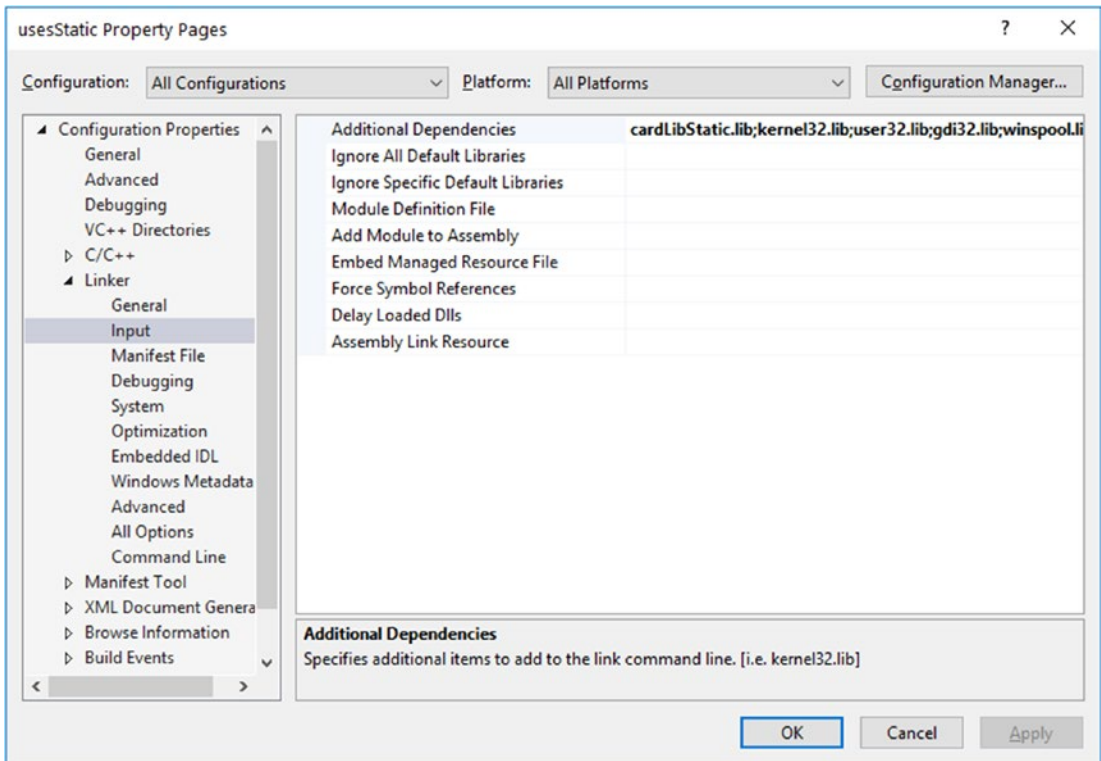 usesStatic Property Pages
? ×
Configuration: All Configurations Platform: All Platforms Configuration Manager...
Configuration Properties
General
Advanced
Debugging
VC++ Directories
C/C++
Linker
General
Input
Manifest File
Debugging
System
Optimization
Embedded IDL
Windows Metadata
Advanced
All Options
Command Line
Manifest Tool
XML Document Genera
Browse Information
Build Events
Additional Dependencies cardLibStatic.lib;kernel32.lib;user32.lib;gdi32.lib;winspool.li
Ignore All Default Libraries
Ignore Specific Default Libraries
Module Definition File
Add Module to Assembly
Embed Managed Resource File
Force Symbol References
Delay Loaded Dlls
Assembly Link Resource
Additional Dependencies
Specifies additional items to add to the link command line. [i.e. kernel32.lib]
OK Cancel Apply